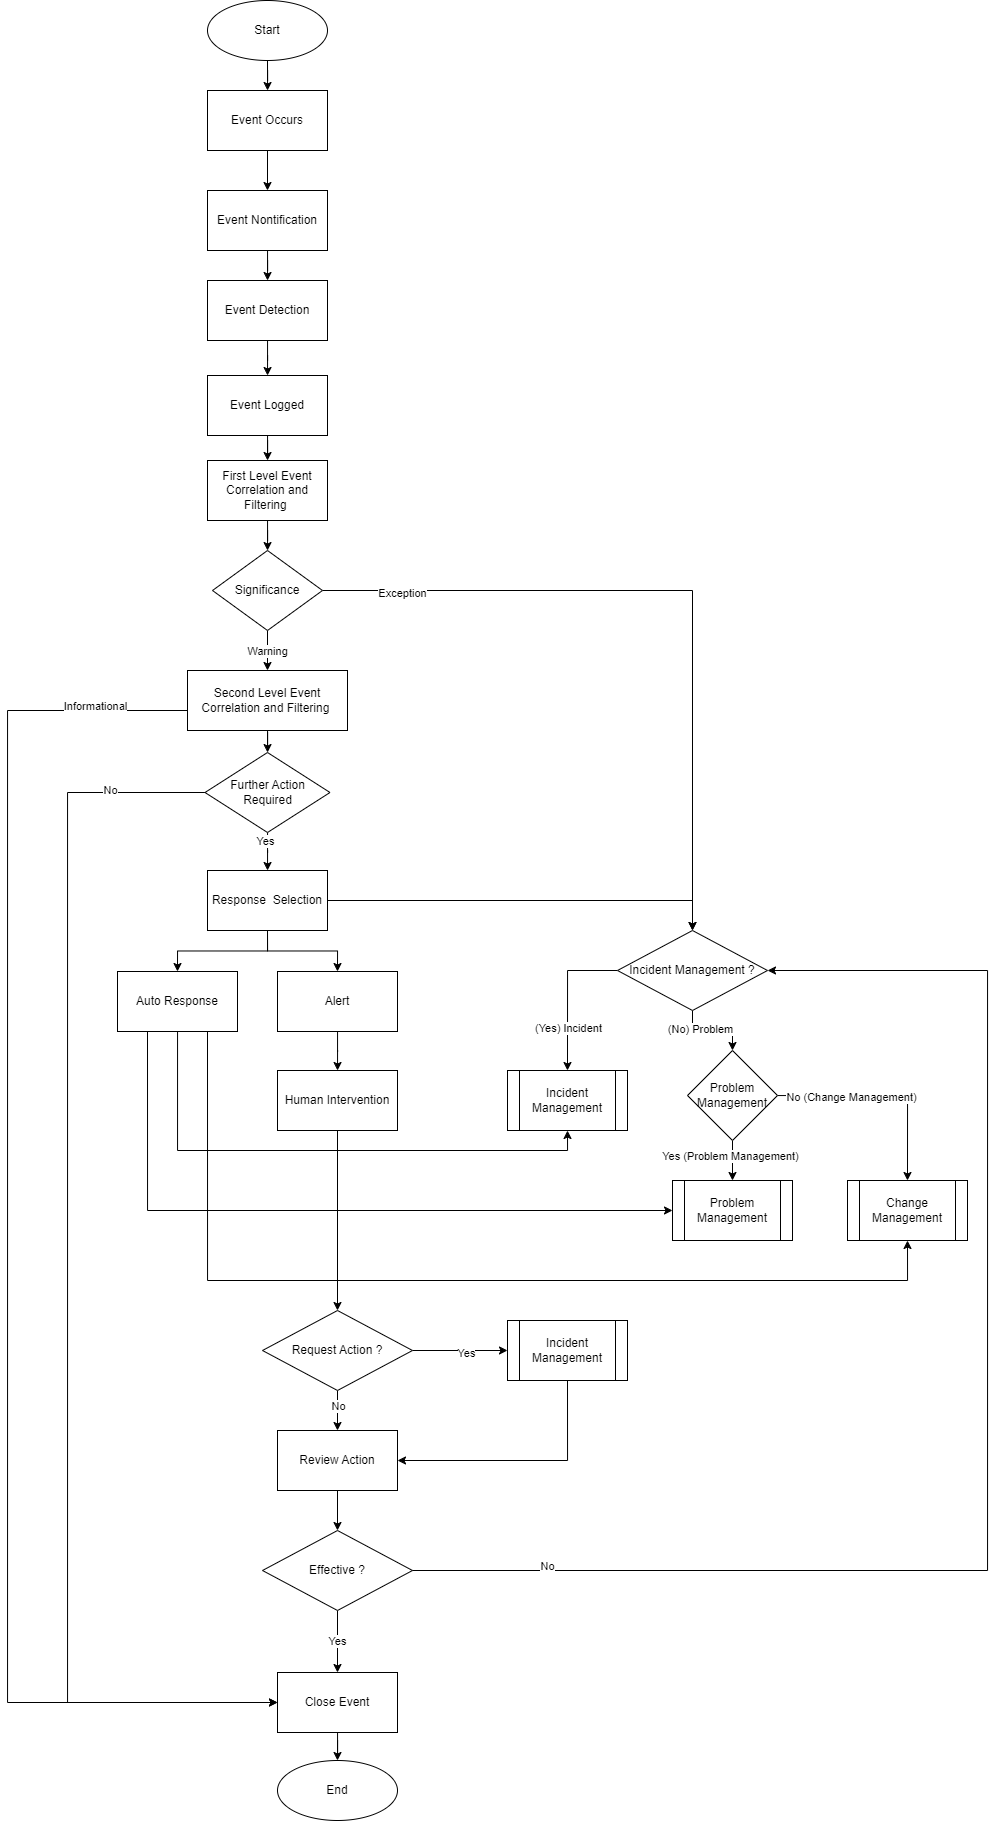 Start
Event Occurs
Event Nontification
Event Detection
Event Logged
First Level Event
Correlation and
Filtering
Significance
Exception
Warning
Second Level Event
Correlation and Filtering
Informational
Further Action
Required
No
Yes
Response Selection
Auto Response
Alert
Incident Management ?
(Yes) Incident
(No) Problem
Human Intervention
Incident
Management
Problem
Management
No (Change Management)
Yes (Problem Management)
Problem
Management
Change
Management
Request Action ?
Yes
Incident
Management
No
Review Action
Effective ?
No
Yes
Close Event
End